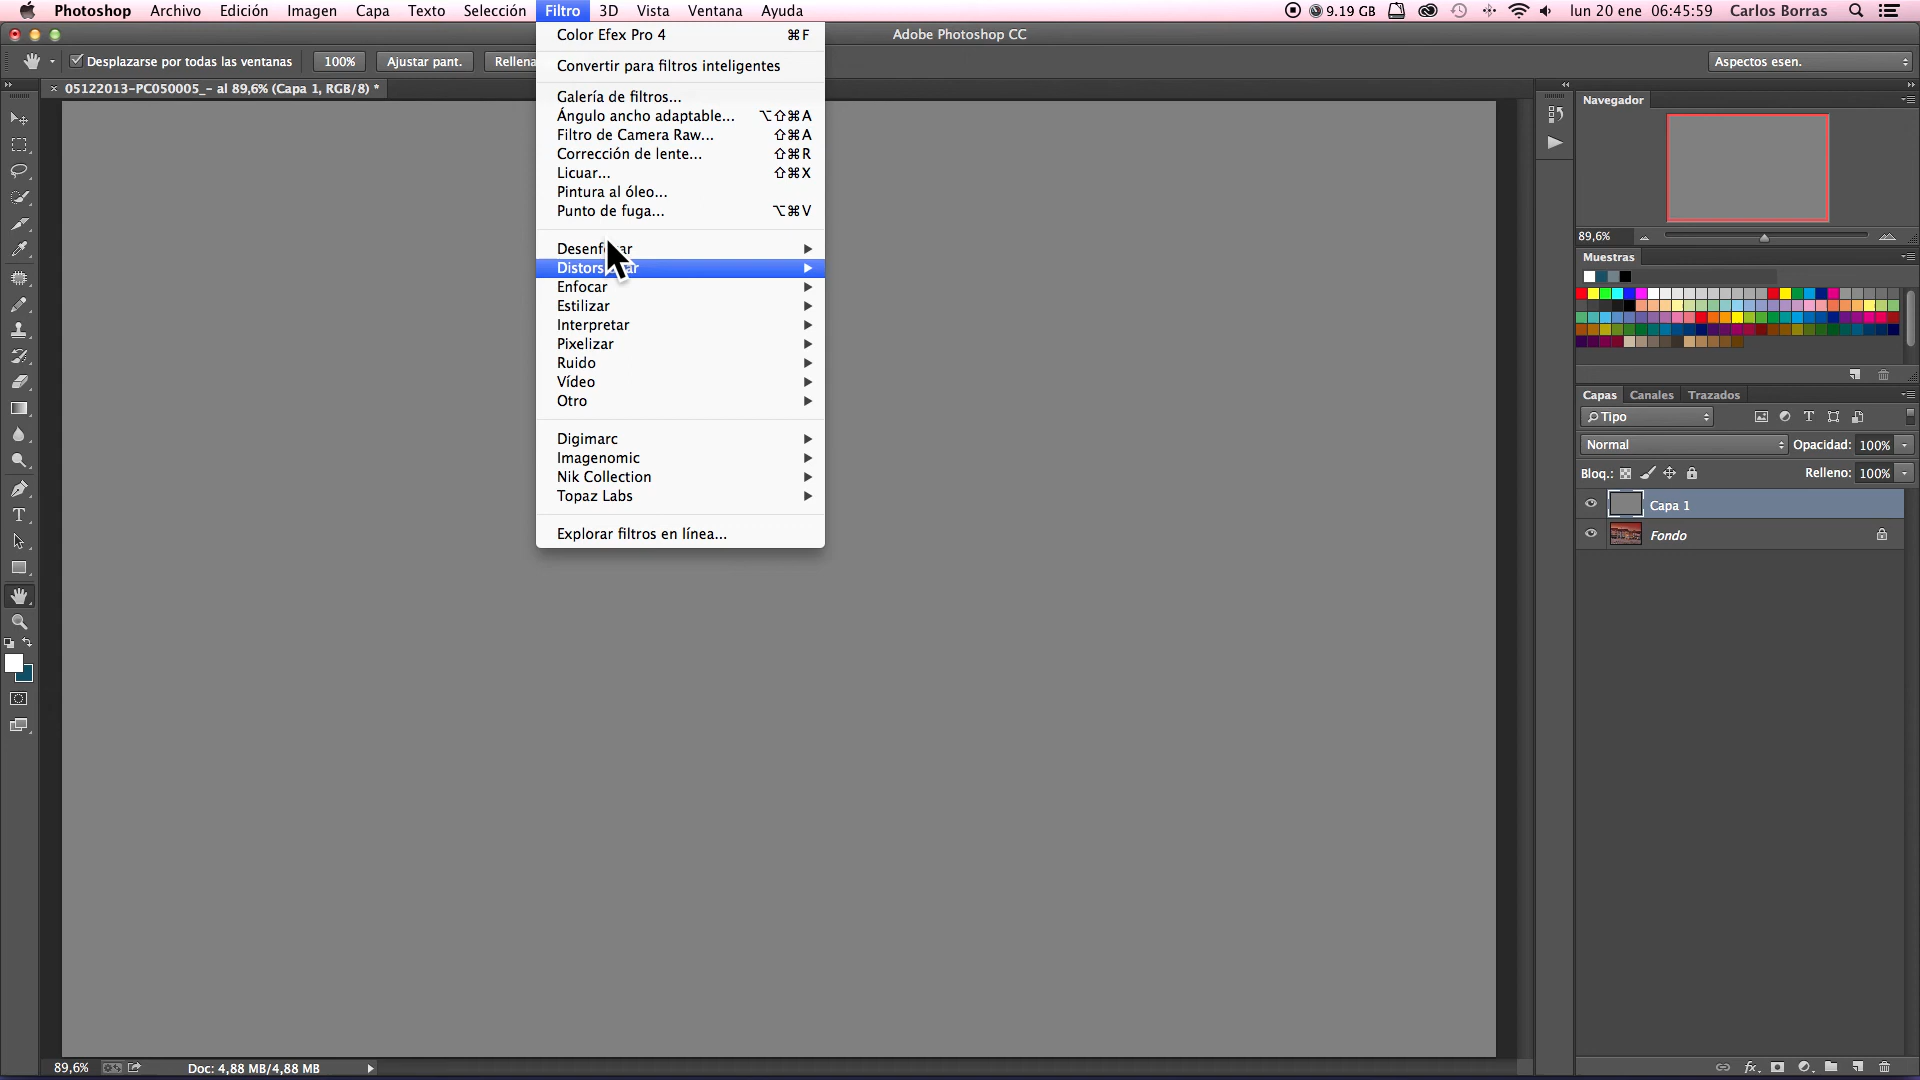 Photoshop Archivo Edición Imagen Capa Texto Selección Filtro 3D Vista Ventana Ayuda 9.19 GB lun 20 ene 06:45:59 Carlos Borras
Adobe Photoshop CC
Desplazarse por todas las ventanas 100% Ajustar pant. Rellena Aspectos esen.
× 05122013-PC050005_- al 89,6% (Capa 1, RGB/8) *
Color Efex Pro 4 ⌘F
Convertir para filtros inteligentes
Galería de filtros...
Ángulo ancho adaptable... ⌥⇧⌘A
Filtro de Camera Raw... ⇧⌘A
Corrección de lente... ⇧⌘R
Licuar... ⇧⌘X
Pintura al óleo...
Punto de fuga... ⌥⌘V
Desenfocar
Distorsionar
Enfocar
Estilizar
Interpretar
Pixelizar
Ruido
Vídeo
Otro
Digimarc
Imagenomic
Nik Collection
Topaz Labs
Explorar filtros en línea...
Navegador
89,6%
Muestras
Capas Canales Trazados
Tipo
Normal Opacidad: 100%
Bloq.: Relleno: 100%
Capa 1
Fondo
89,6% Doc: 4,88 MB/4,88 MB